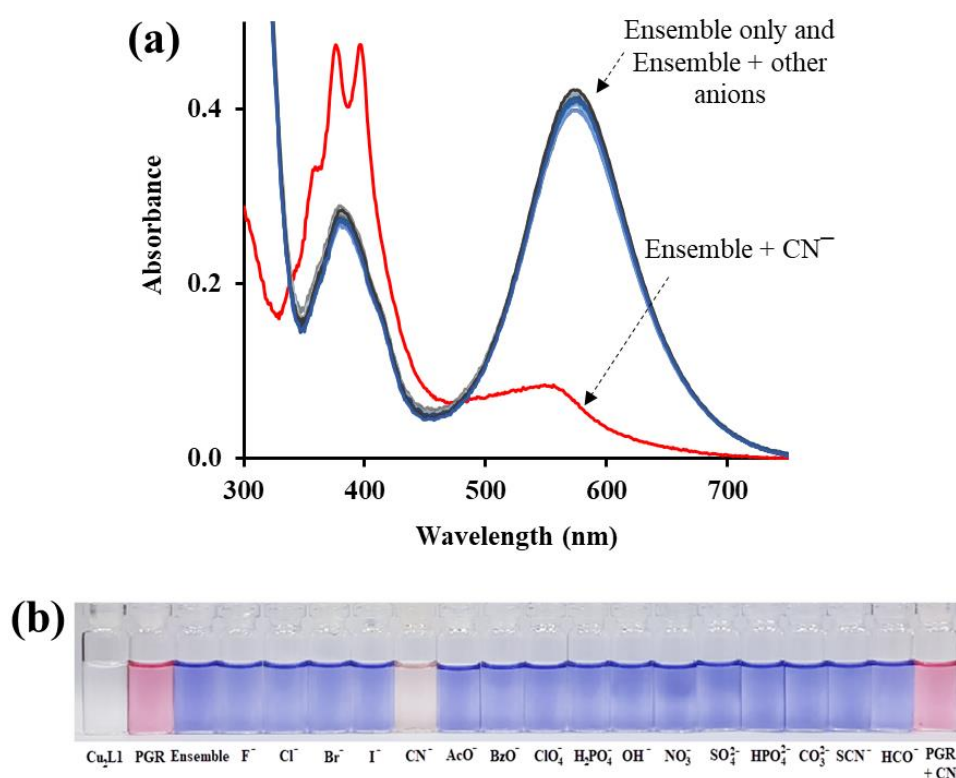 (a)
Ensemble only and
Ensemble + other
anions
Ensemble + CN⁻
Absorbance
0.4
0.2
0.0
300 400 500 600 700
Wavelength (nm)
(b)
Cu₂L1 PGR Ensemble F⁻ Cl⁻ Br⁻ I⁻ CN⁻ AcO⁻ BzO⁻ ClO₄⁻ H₂PO₄⁻ OH⁻ NO₃⁻ SO₄²⁻ HPO₄²⁻ CO₃²⁻ SCN⁻ HCO⁻ PGR
+ CN